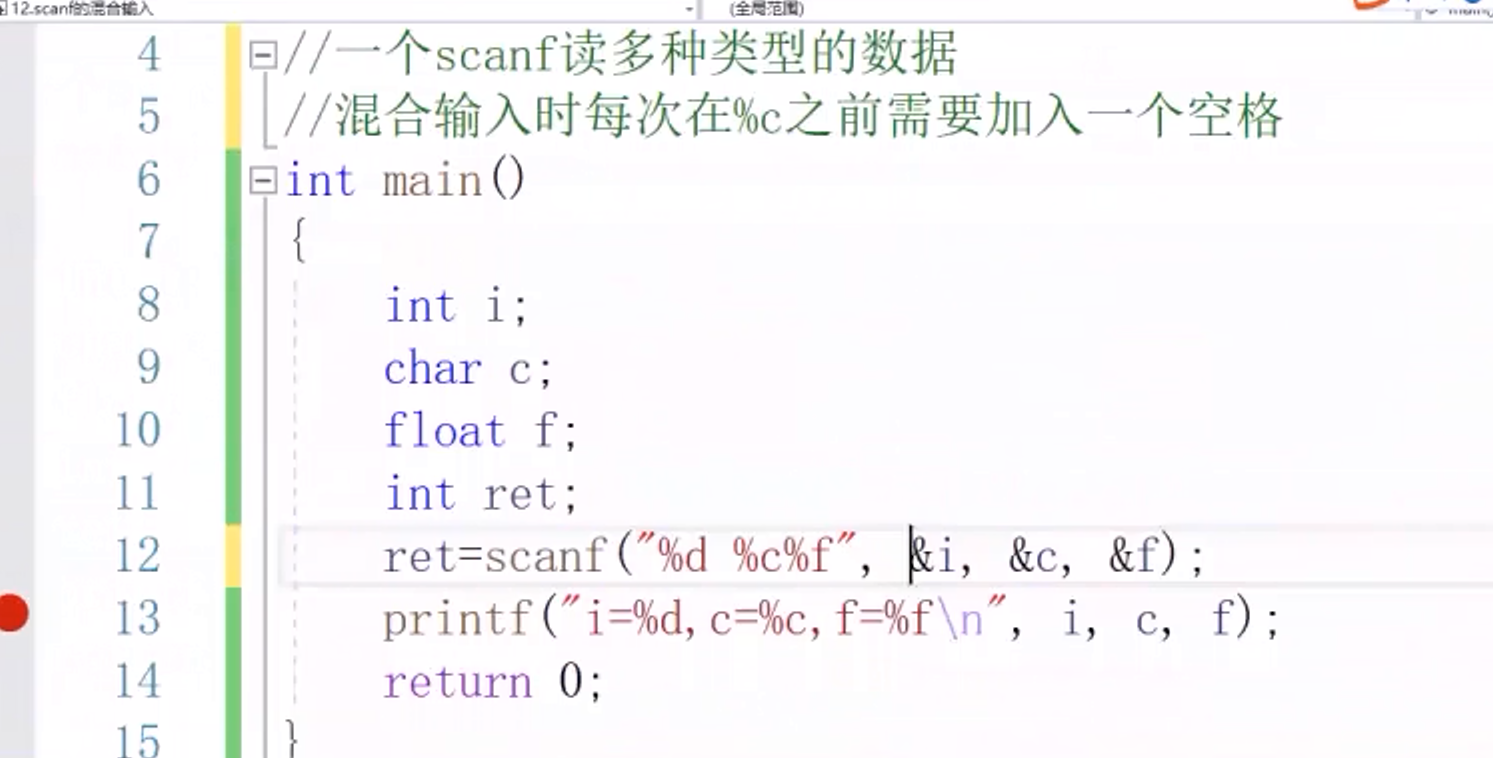 12.scanf的混合输入 (全局范围)
4 //一个scanf读多种类型的数据
5 //混合输入时每次在%c之前需要加入一个空格
6 int main()
7 {
8 int i;
9 char c;
10 float f;
11 int ret;
12 ret=scanf("%d %c%f", &i, &c, &f);
13 printf("i=%d,c=%c,f=%f\n", i, c, f);
14 return 0;
15 }